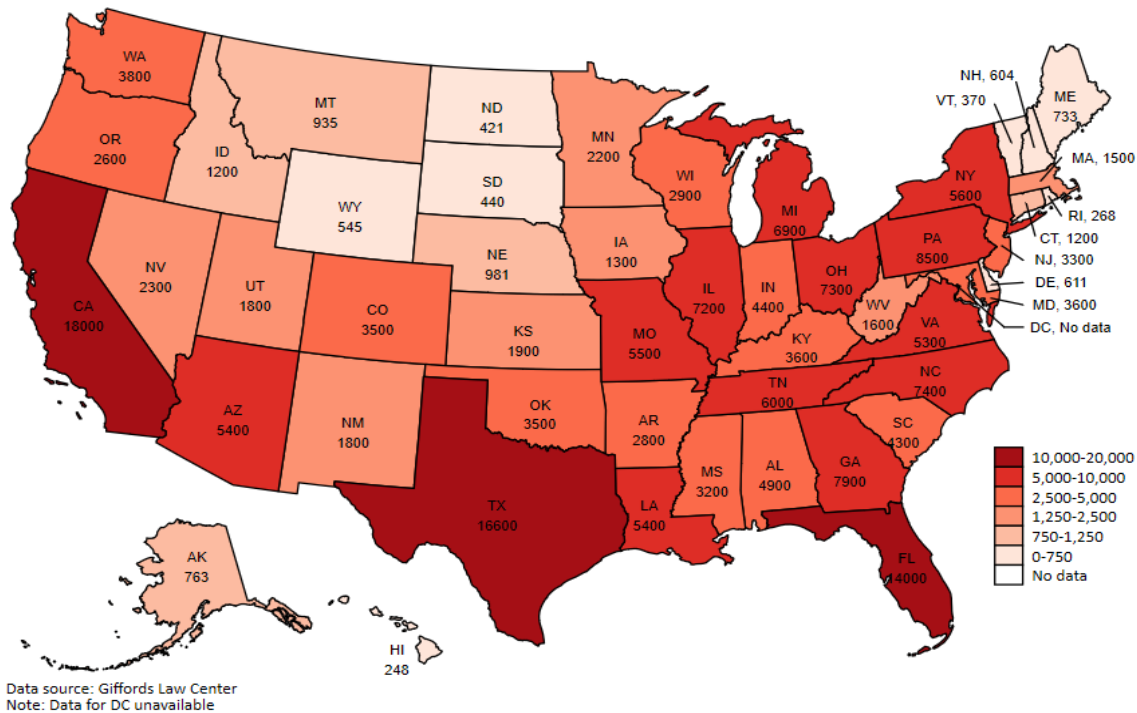 WA
3800
OR
2600
CA
18000
ID
1200
NV
2300
MT
935
WY
545
UT
1800
AZ
5400
CO
3500
NM
1800
ND
421
SD
440
NE
981
KS
1900
OK
3500
TX
16600
MN
2200
IA
1300
MO
5500
AR
2800
LA
5400
WI
2900
IL
7200
MS
3200
MI
6900
IN
4400
KY
3600
TN
6000
AL
4900
OH
7300
GA
7900
FL
14000
SC
4300
NC
7400
VA
5300
WV
1600
PA
8500
NY
5600
ME
733
NH, 604
VT, 370
MA, 1500
RI, 268
CT, 1200
NJ, 3300
DE, 611
MD, 3600
DC, No data
AK
763
HI
248
10,000-20,000
5,000-10,000
2,500-5,000
1,250-2,500
750-1,250
0-750
No data
Data source: Giffords Law Center
Note: Data for DC unavailable